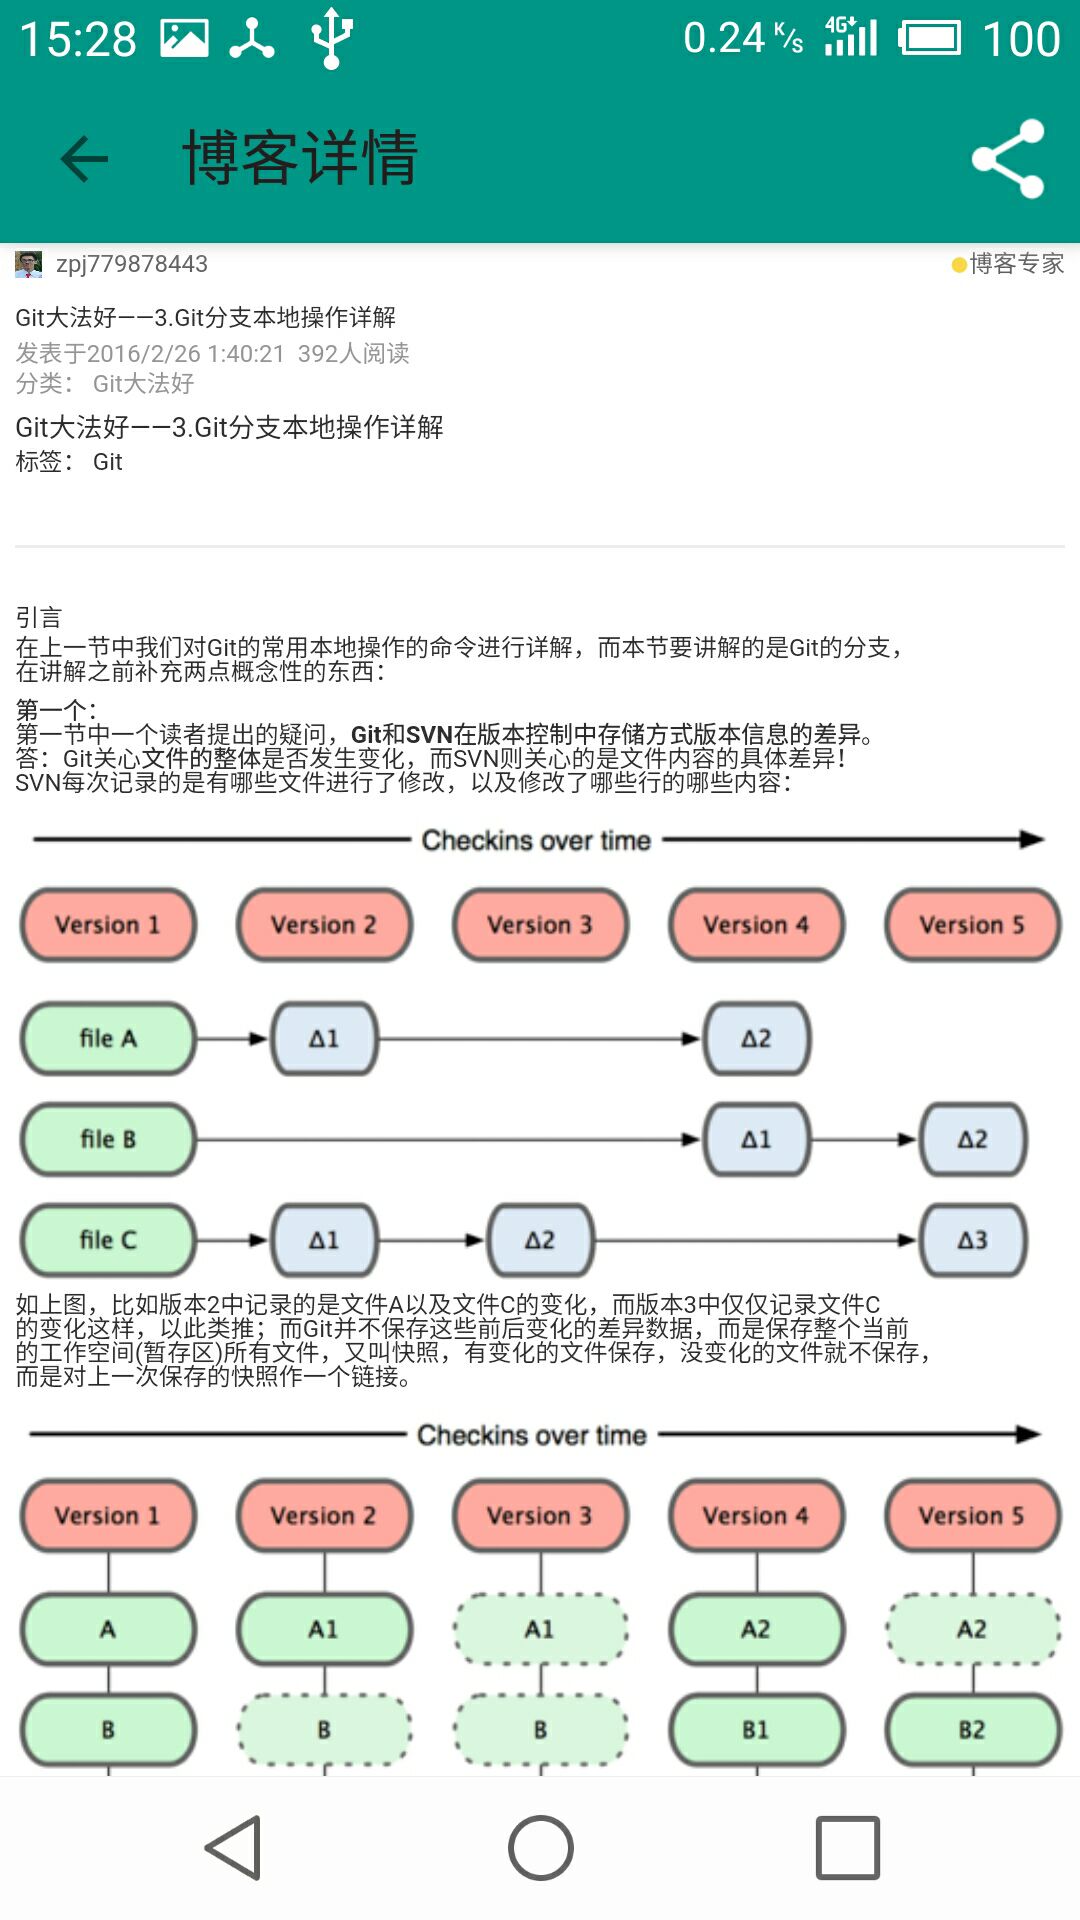 15:28
0.24 K/s 4G 100
博客详情
zpj779878443
博客专家
Git大法好——3.Git分支本地操作详解
发表于2016/2/26 1:40:21 392人阅读
分类： Git大法好
Git大法好——3.Git分支本地操作详解
标签： Git
引言
在上一节中我们对Git的常用本地操作的命令进行详解，而本节要讲解的是Git的分支，
在讲解之前补充两点概念性的东西：
第一个：
第一节中一个读者提出的疑问，Git和SVN在版本控制中存储方式版本信息的差异。
答：Git关心文件的整体是否发生变化，而SVN则关心的是文件内容的具体差异！
SVN每次记录的是有哪些文件进行了修改，以及修改了哪些行的哪些内容：
Checkins over time
Version 1 Version 2 Version 3 Version 4 Version 5
file A Δ1 Δ2
file B Δ1 Δ2
file C Δ1 Δ2 Δ3
如上图，比如版本2中记录的是文件A以及文件C的变化，而版本3中仅仅记录文件C
的变化这样，以此类推；而Git并不保存这些前后变化的差异数据，而是保存整个当前
的工作空间(暂存区)所有文件，又叫快照，有变化的文件保存，没变化的文件就不保存，
而是对上一次保存的快照作一个链接。
Checkins over time
Version 1 Version 2 Version 3 Version 4 Version 5
A A1 A1 A2 A2
B B B B1 B2